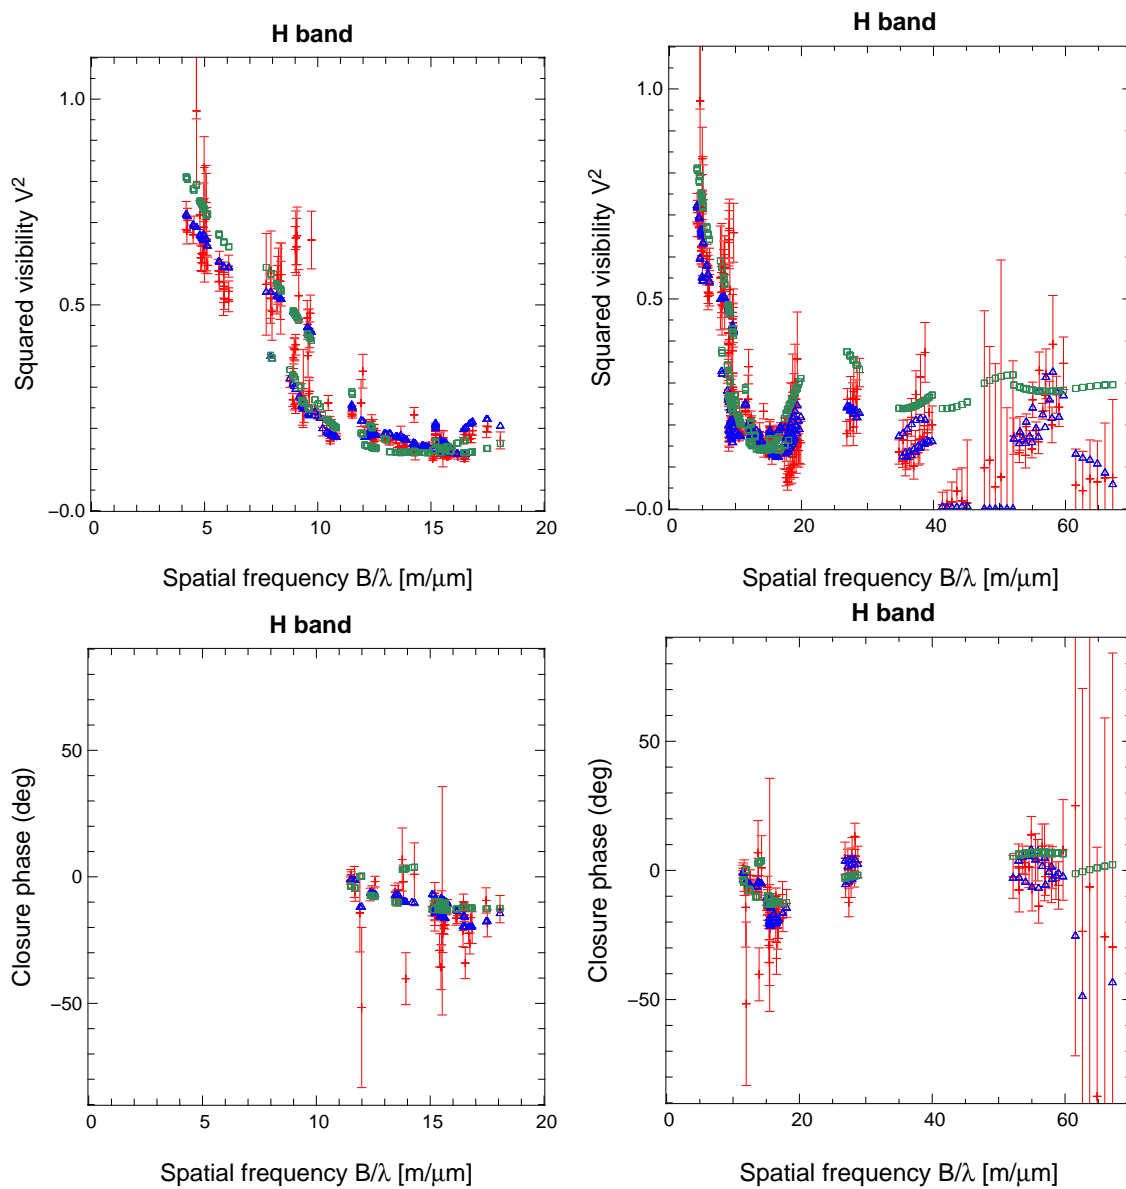 H band
Squared visibility V²
1.0
0.5
−0.0
0 5 10 15 20
Spatial frequency B/λ [m/μm]
H band
Squared visibility V²
1.0
0.5
−0.0
0 20 40 60
Spatial frequency B/λ [m/μm]
H band
Closure phase (deg)
50
0
−50
0 5 10 15 20
Spatial frequency B/λ [m/μm]
H band
Closure phase (deg)
50
0
−50
0 20 40 60
Spatial frequency B/λ [m/μm]